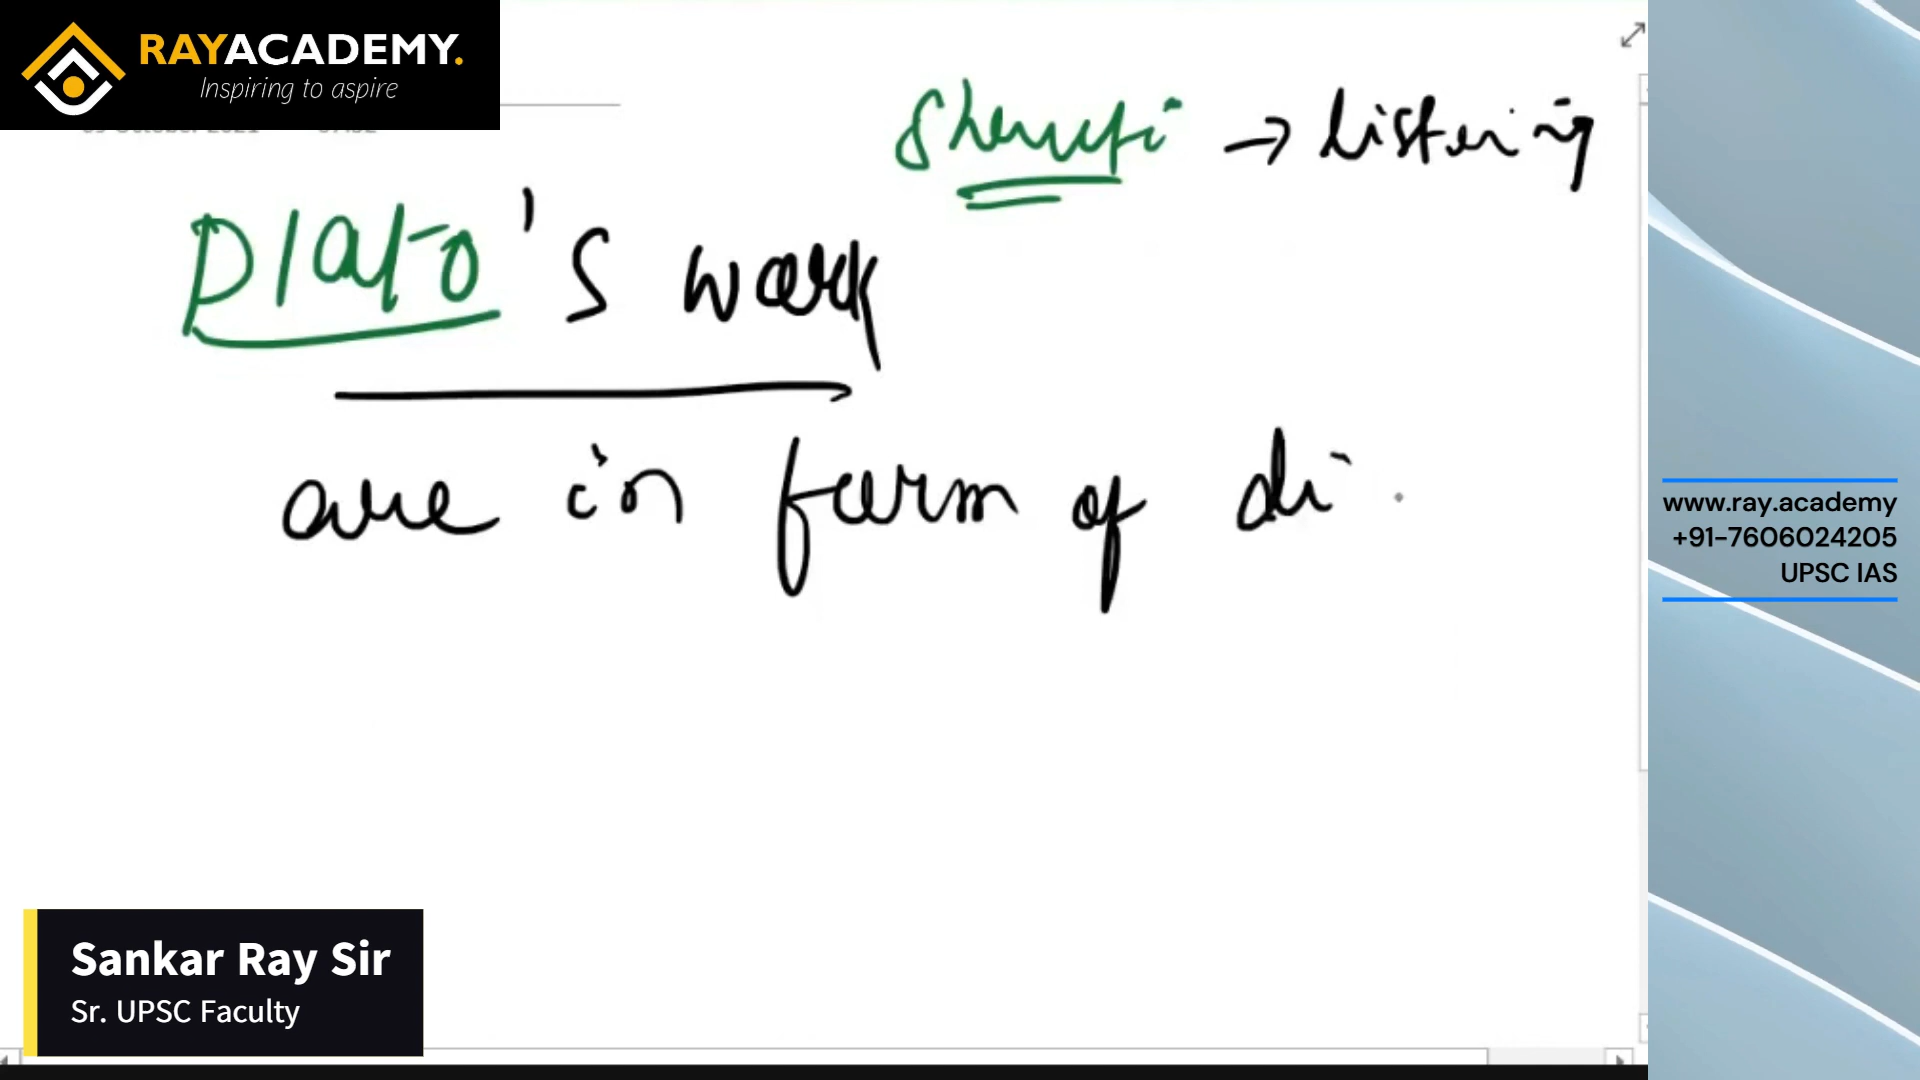 RAYACADEMY.
Inspiring to aspire
Shruti → listening
Plato's work
are in form of di
www.ray.academy
+91-7606024205
UPSC IAS
Sankar Ray Sir
Sr. UPSC Faculty